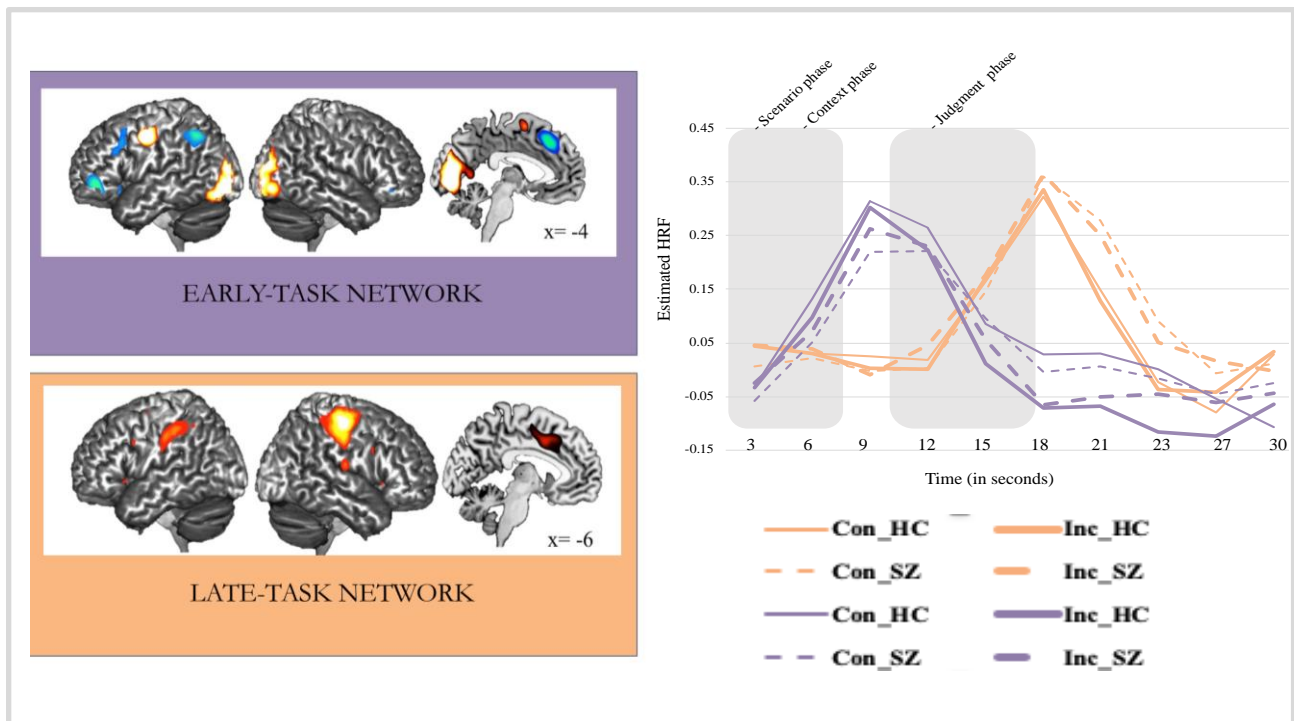 x= -4
EARLY-TASK NETWORK
x= -6
LATE-TASK NETWORK
- Scenario phase
- Context phase
- Judgment phase
Estimated HRF
0.45
0.35
0.25
0.15
0.05
-0.05
-0.15
3 6 9 12 15 18 21 23 27 30
Time (in seconds)
Con_HC Inc_HC
Con_SZ Inc_SZ
Con_HC Inc_HC
Con_SZ Inc_SZ